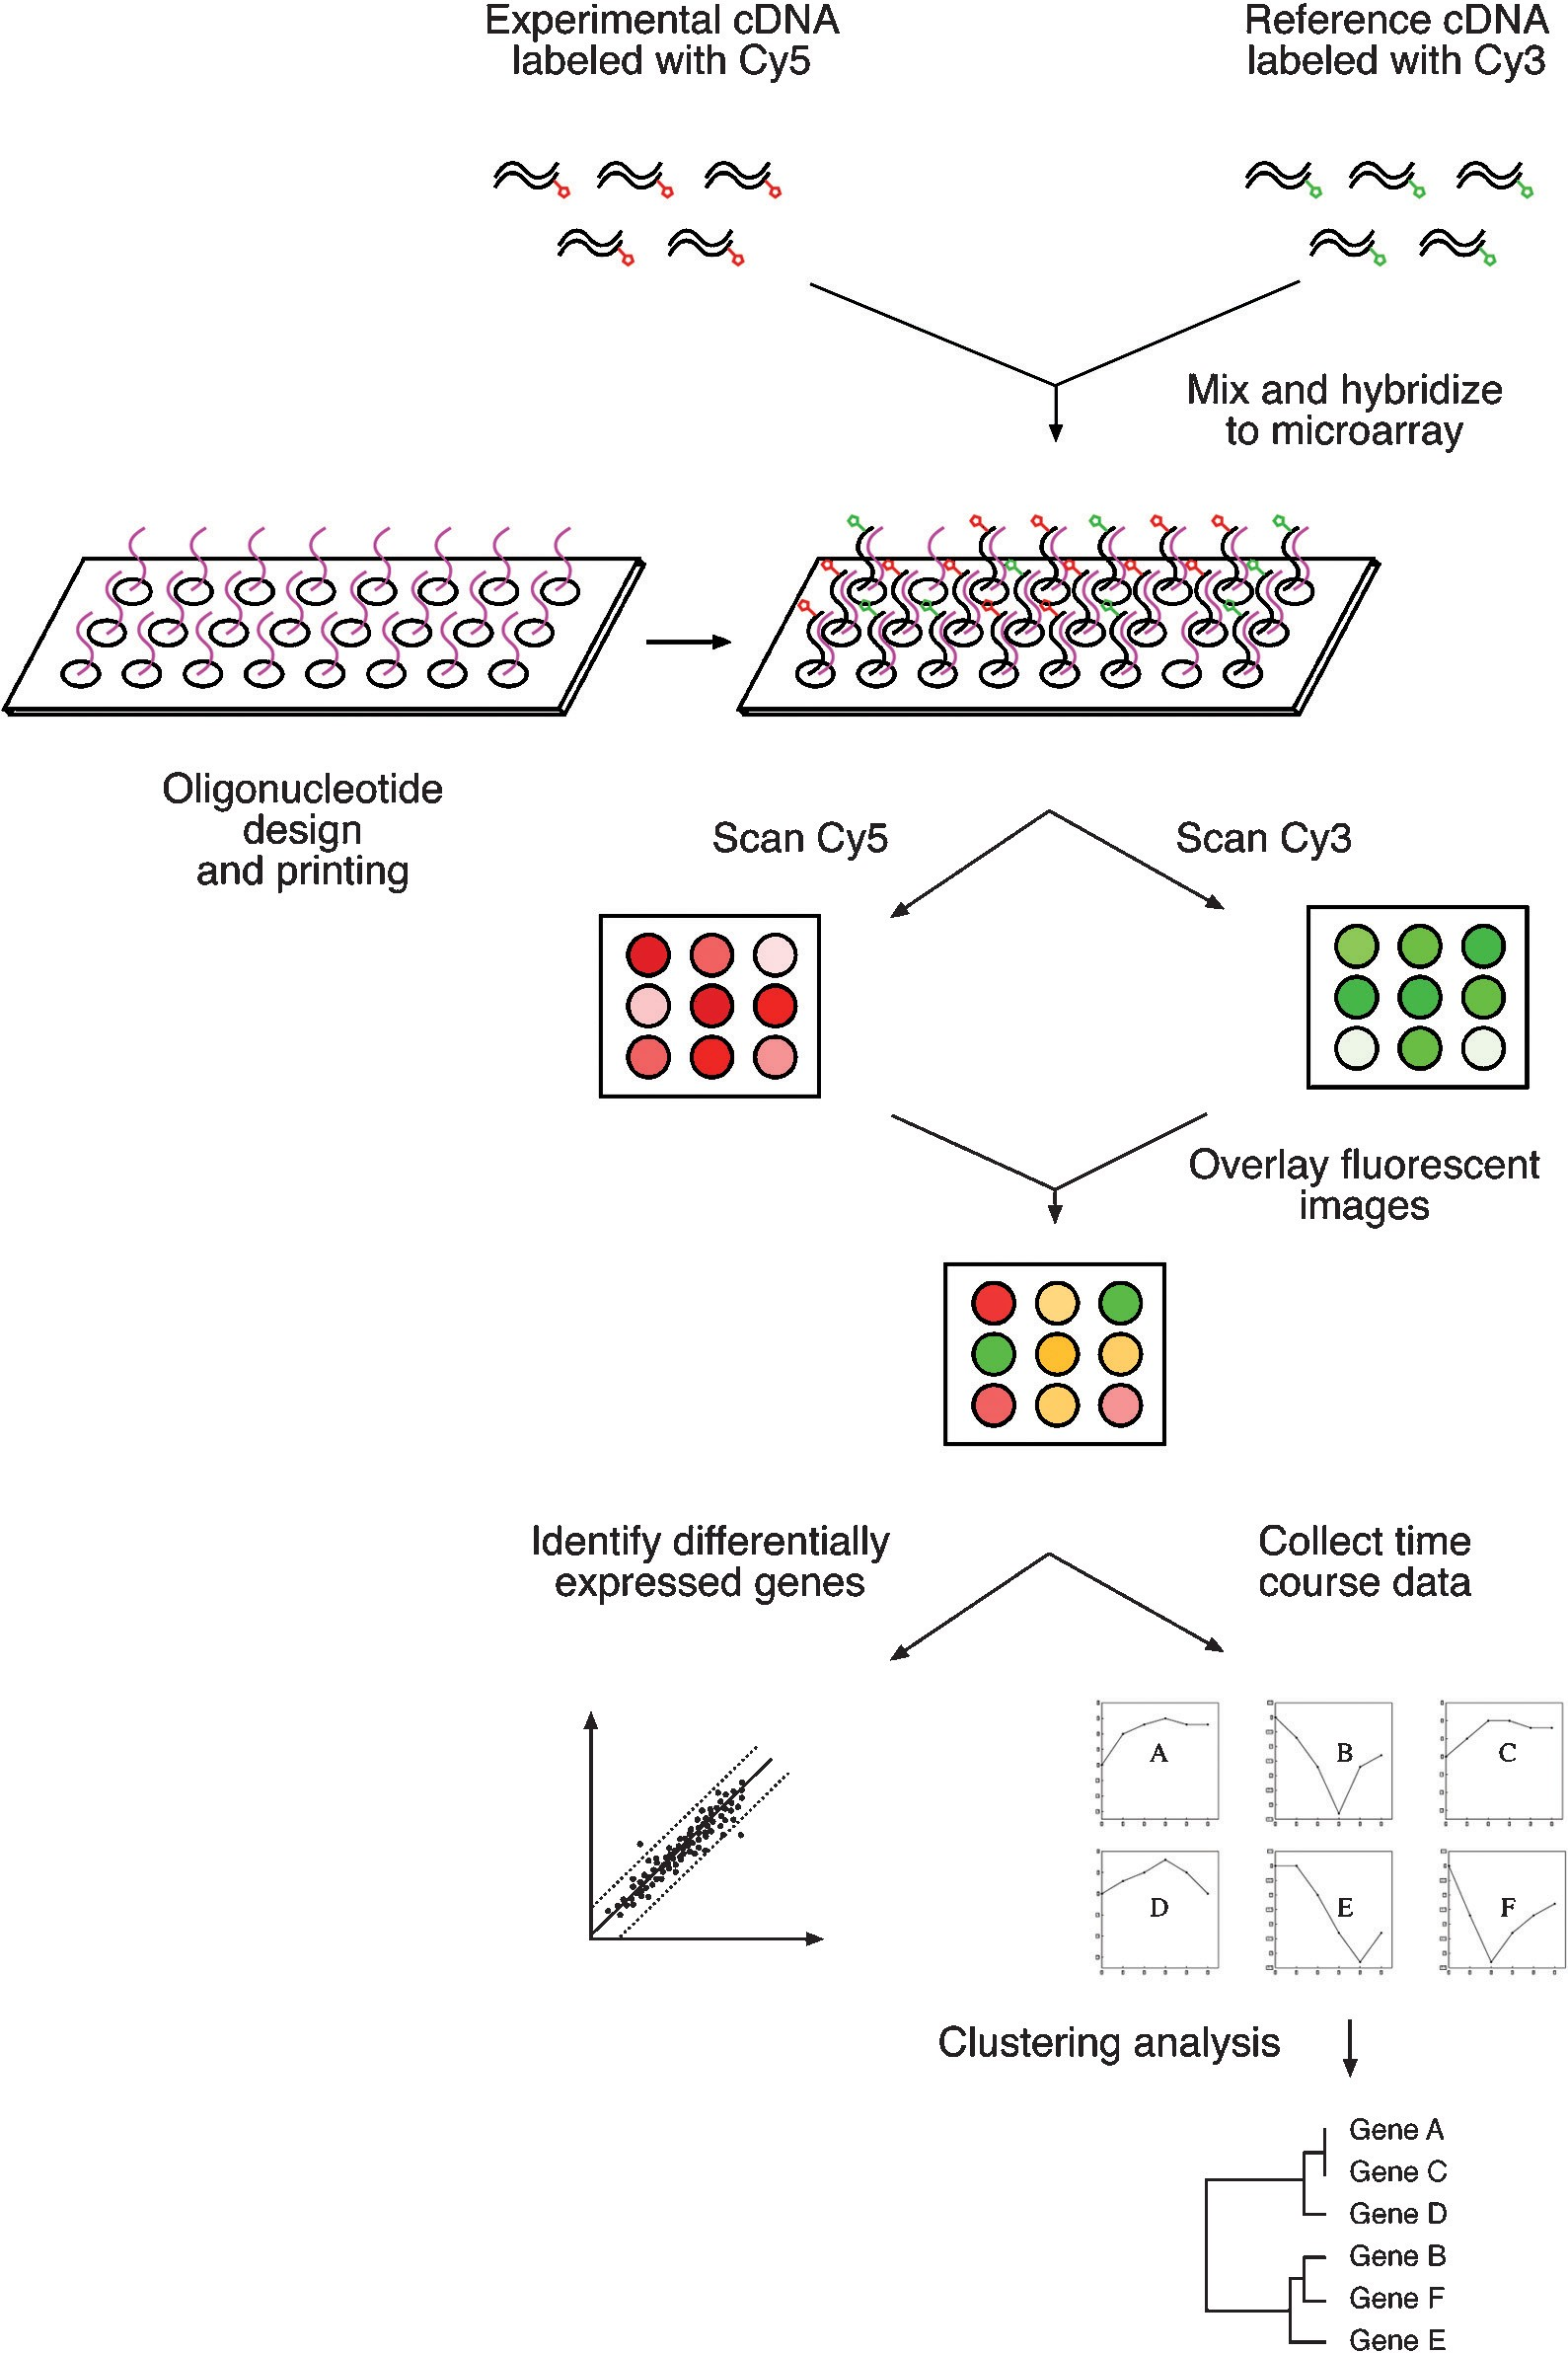 Experimental cDNA
labeled with Cy5
Reference cDNA
labeled with Cy3
Mix and hybridize
to microarray
Oligonucleotide
design
and printing
Scan Cy5
Scan Cy3
Overlay fluorescent
images
Identify differentially
expressed genes
Collect time
course data
A
B
C
D
E
F
Clustering analysis
Gene A
Gene C
Gene D
Gene B
Gene F
Gene E